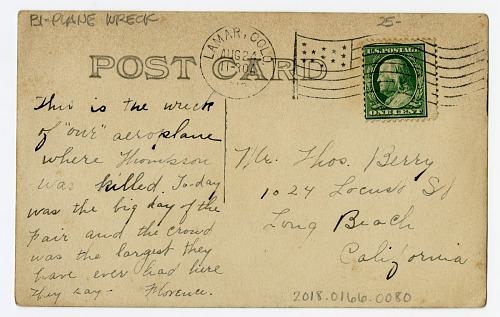 BI-PLANE WRECK
25-
LAMAR, COLO.
AUG 24
POST CARD
U.S. POSTAGE
ONE CENT
This is the wreck
of "our" aeroplane
where Thomsson
was killed. To-day
was the big day of the
Fair and the crowd
was the largest they
have ever had here
They say - Florence.
Mr. Thos. Berry
1024 Locust St
Long Beach
California
2018.0166.0080